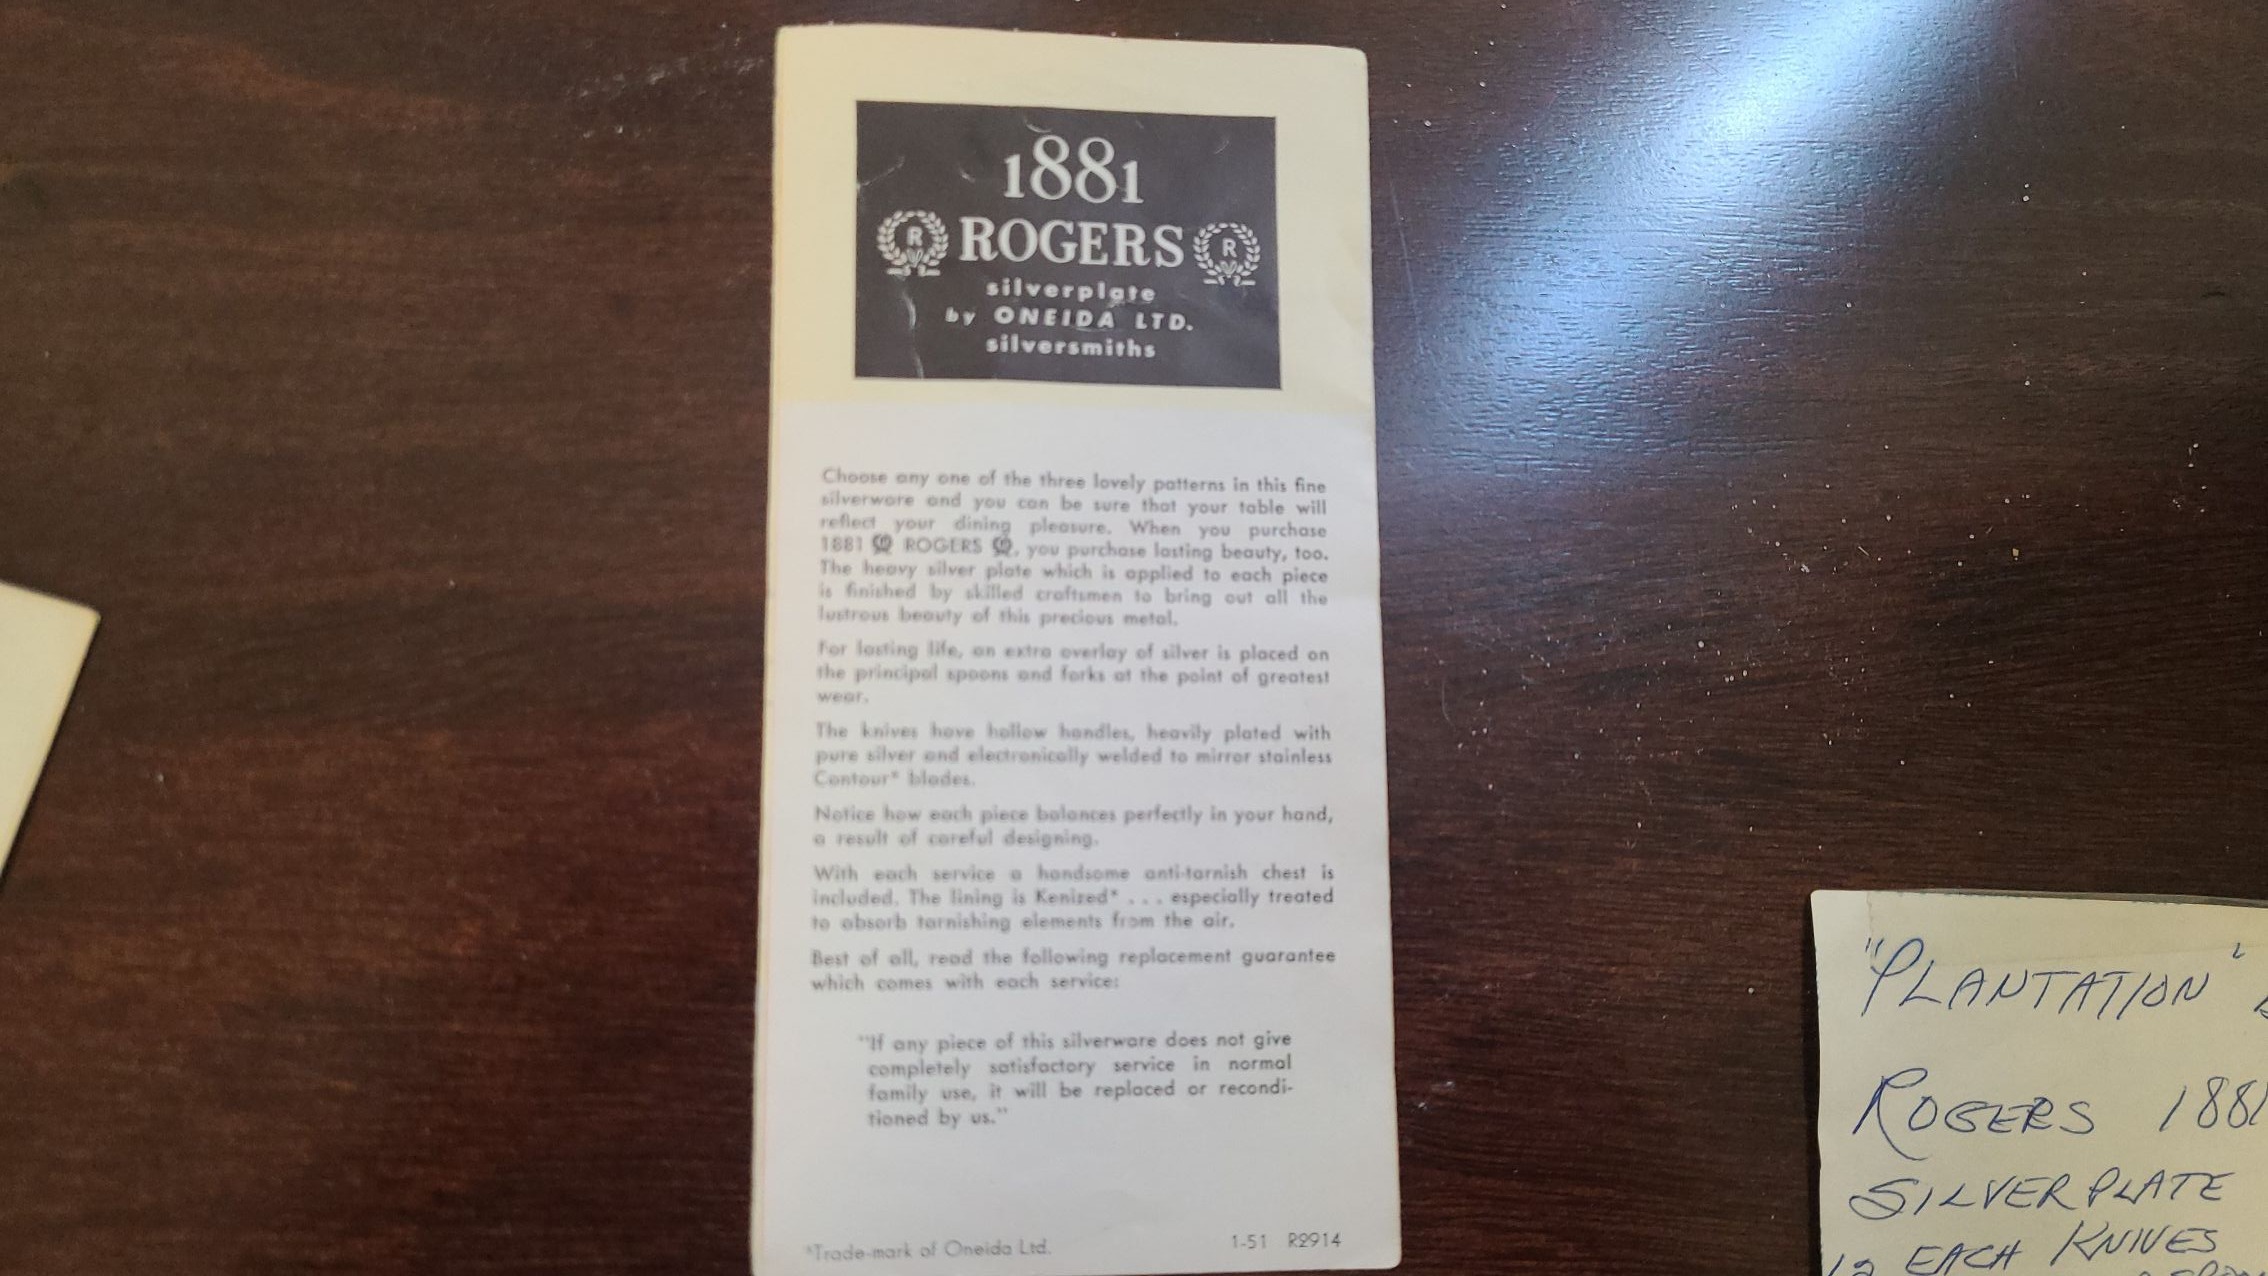 1881
R ROGERS R
silverplate
by ONEIDA LTD.
silversmiths
Choose any one of the three lovely patterns in this fine
silverware and you can be sure that your table will
reflect your dining pleasure. When you purchase
1881 ROGERS , you purchase lasting beauty, too.
The heavy silver plate which is applied to each piece
is finished by skilled craftsmen to bring out all the
lustrous beauty of this precious metal.
For lasting life, an extra overlay of silver is placed on
the principal spoons and forks at the point of greatest
wear.
The knives have hollow handles, heavily plated with
pure silver and electronically welded to mirror stainless
Contour* blades.
Notice how each piece balances perfectly in your hand,
a result of careful designing.
With each service a handsome anti-tarnish chest is
included. The lining is Kenized* . . . especially treated
to absorb tarnishing elements from the air.
Best of all, read the following replacement guarantee
which comes with each service:
"If any piece of this silverware does not give
completely satisfactory service in normal
family use, it will be replaced or recondi-
tioned by us."
*Trade-mark of Oneida Ltd. 1-51 R2914
"PLANTATION"
ROGERS 1881
SILVERPLATE
12 EACH KNIVES